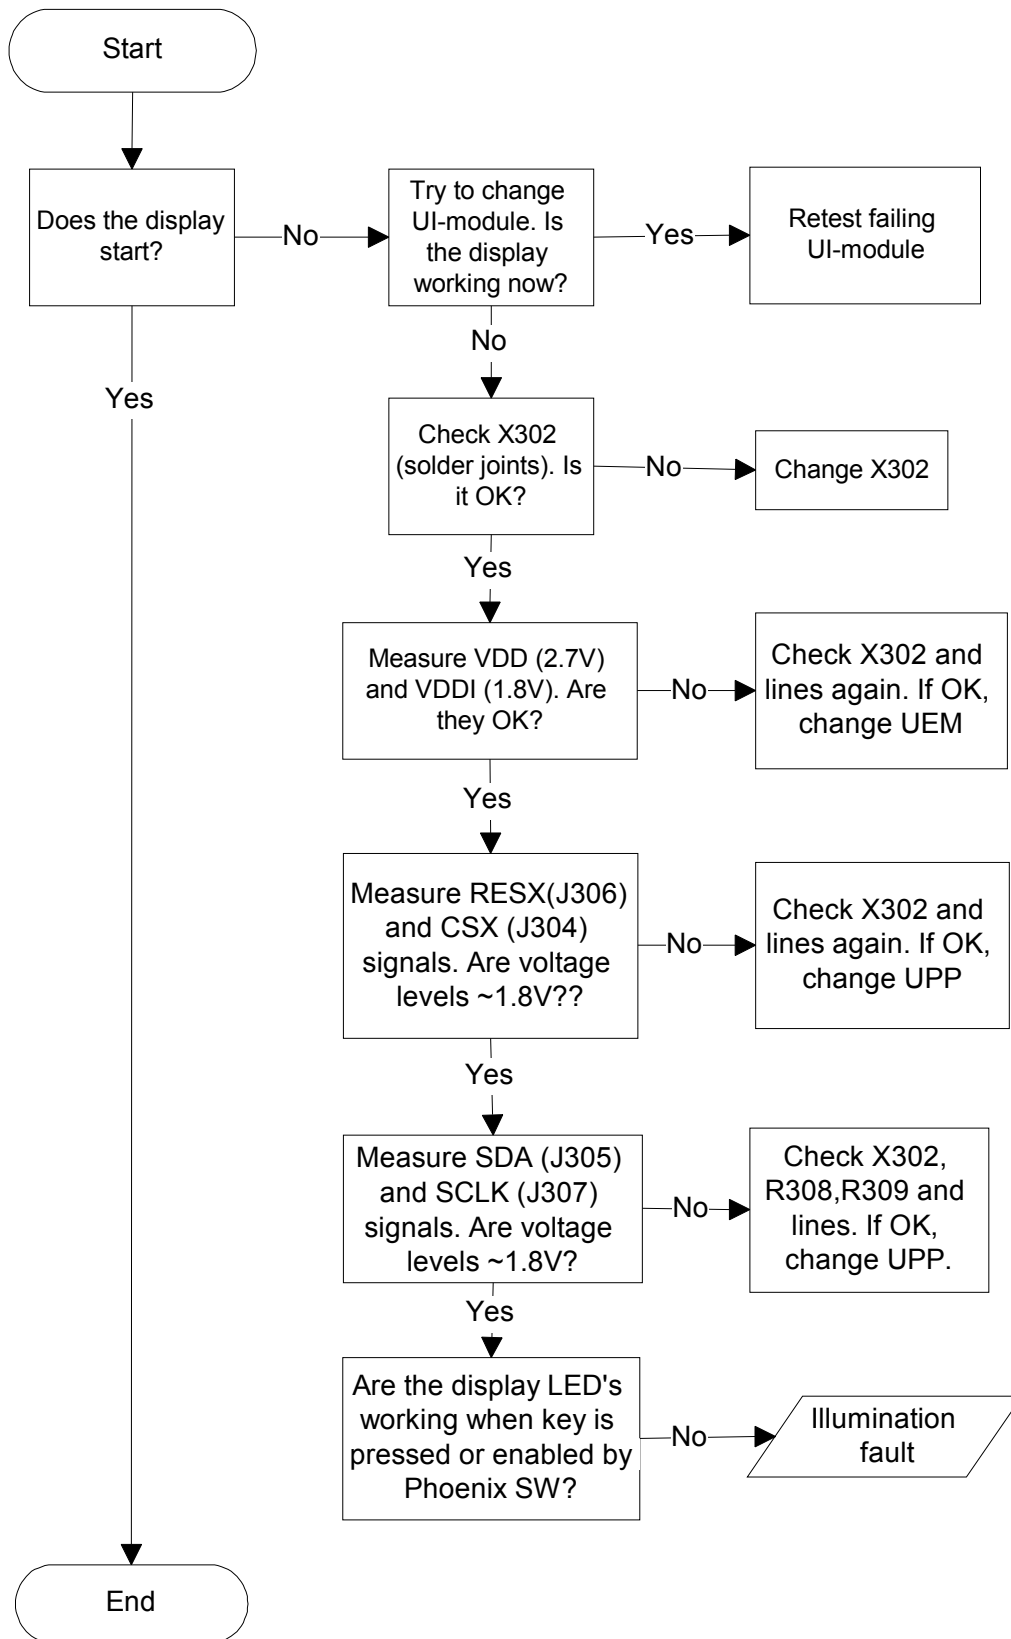 Start
Does the display
start?
No
Try to change
UI-module. Is
the display
working now?
Yes
Retest failing
UI-module
No
Yes
Check X302
(solder joints). Is
it OK?
No
Change X302
Yes
Measure VDD (2.7V)
and VDDI (1.8V). Are
they OK?
No
Check X302 and
lines again. If OK,
change UEM
Yes
Measure RESX(J306)
and CSX (J304)
signals. Are voltage
levels ~1.8V??
No
Check X302 and
lines again. If OK,
change UPP
Yes
Measure SDA (J305)
and SCLK (J307)
signals. Are voltage
levels ~1.8V?
No
Check X302,
R308,R309 and
lines. If OK,
change UPP.
Yes
Are the display LED's
working when key is
pressed or enabled by
Phoenix SW?
No
Illumination
fault
End